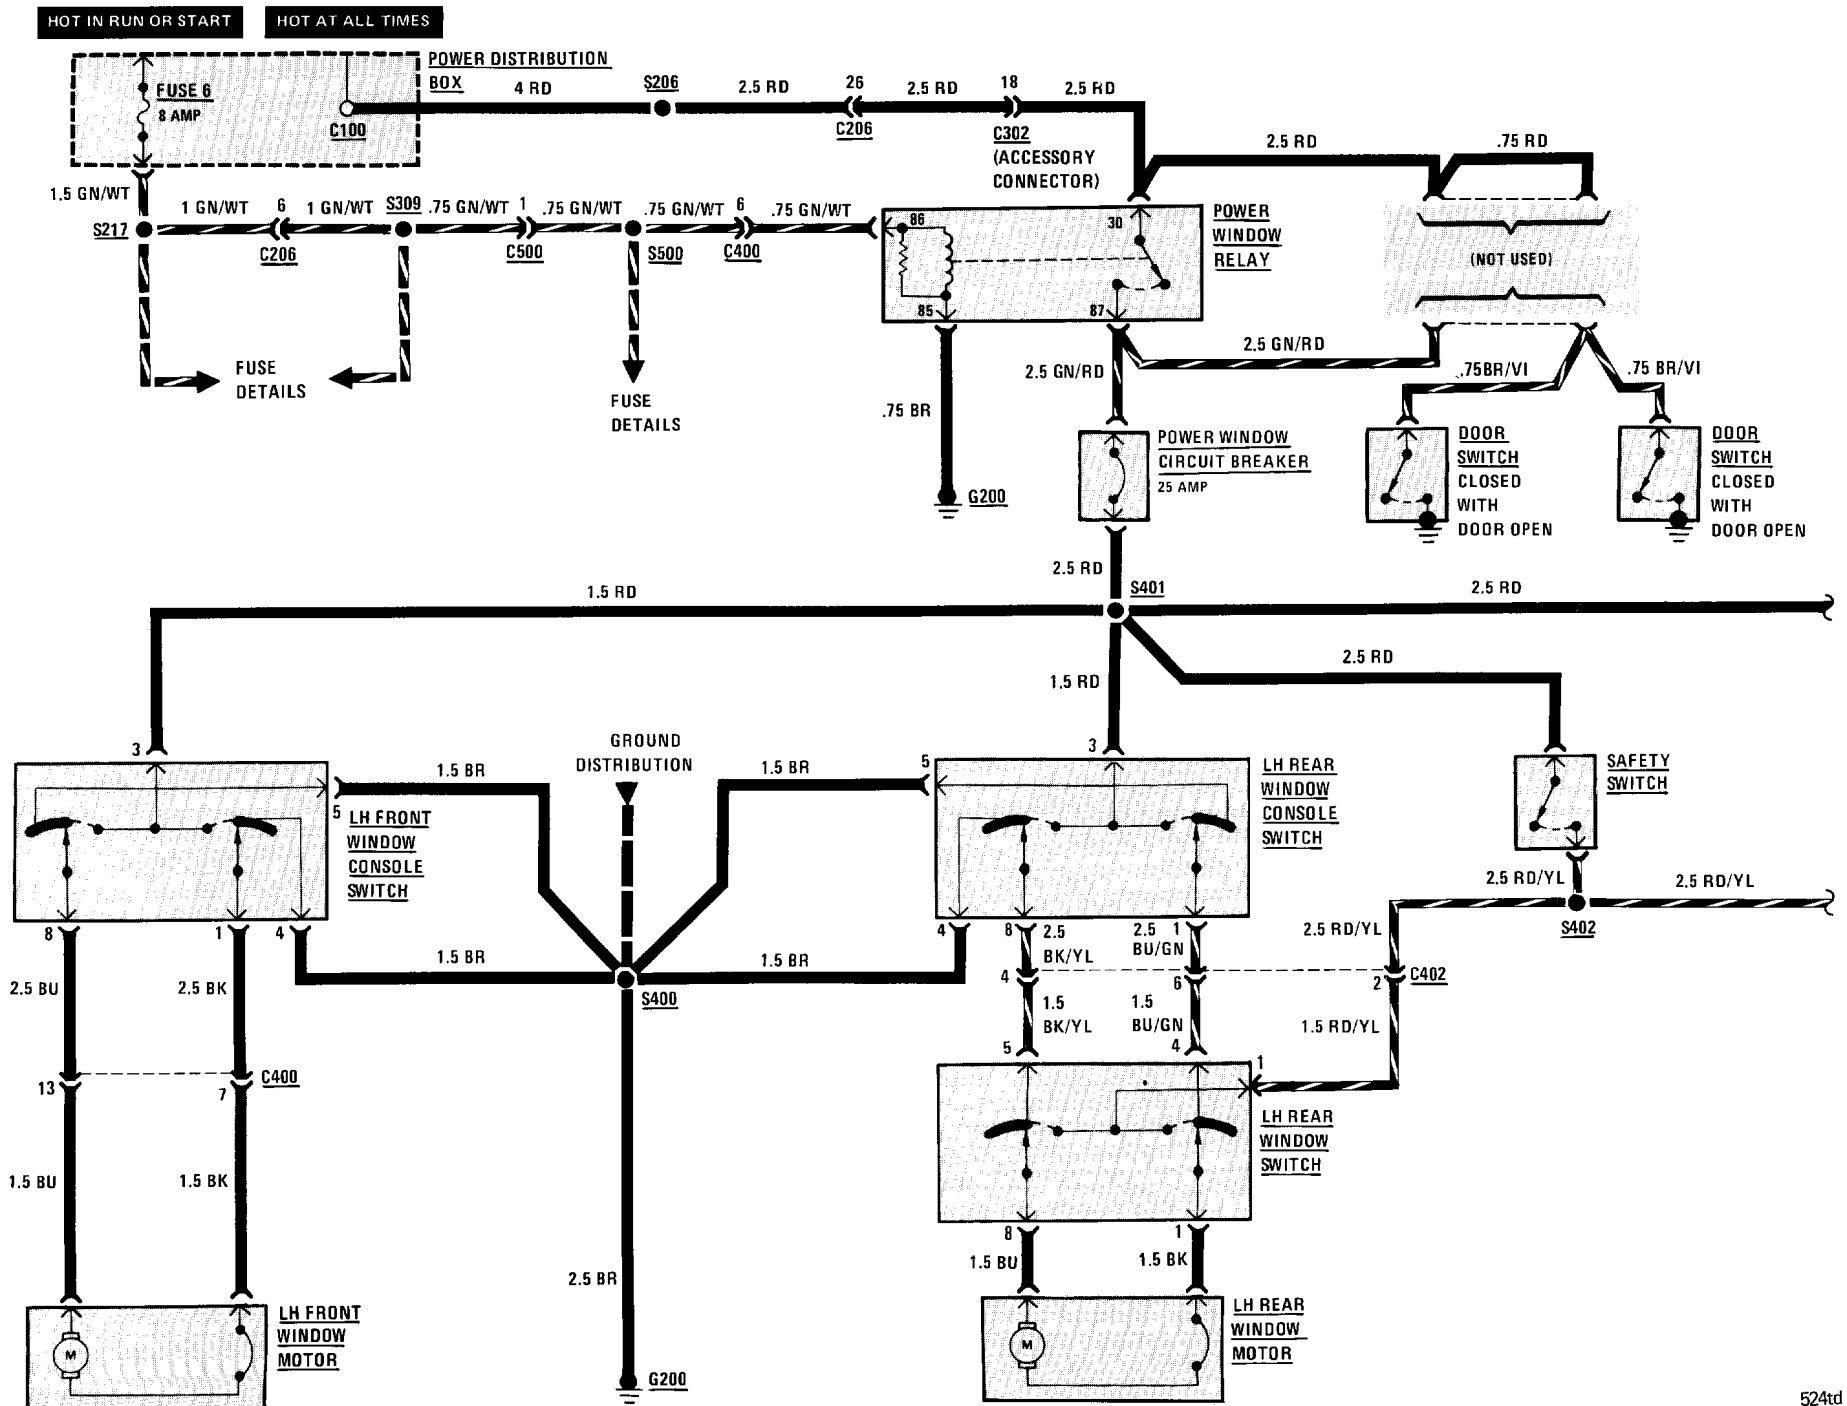 HOT IN RUN OR START
HOT AT ALL TIMES
POWER DISTRIBUTION
BOX
FUSE 6
8 AMP
C100
4 RD
S206
2.5 RD
26
C206
2.5 RD
18
C302
(ACCESSORY
CONNECTOR)
2.5 RD
2.5 RD
.75 RD
1.5 GN/WT
S217
1 GN/WT
6
C206
1 GN/WT
S309
.75 GN/WT
1
C500
.75 GN/WT
S500
.75 GN/WT
6
C400
.75 GN/WT
86
30
85
87
POWER
WINDOW
RELAY
(NOT USED)
FUSE
DETAILS
FUSE
DETAILS
.75 BR
G200
2.5 GN/RD
2.5 GN/RD
.75BR/VI
.75 BR/VI
POWER WINDOW
CIRCUIT BREAKER
25 AMP
DOOR
SWITCH
CLOSED
WITH
DOOR OPEN
DOOR
SWITCH
CLOSED
WITH
DOOR OPEN
2.5 RD
S401
1.5 RD
2.5 RD
1.5 RD
2.5 RD
3
5
LH FRONT
WINDOW
CONSOLE
SWITCH
8
1
4
1.5 BR
GROUND
DISTRIBUTION
1.5 BR
1.5 BR
1.5 BR
S400
3
5
LH REAR
WINDOW
CONSOLE
SWITCH
4
8
1
2.5
BK/YL
2.5
BU/GN
SAFETY
SWITCH
2.5 RD/YL
2.5 RD/YL
S402
2.5 RD/YL
4
6
2
C402
1.5
BK/YL
1.5
BU/GN
1.5 RD/YL
5
4
1
LH REAR
WINDOW
SWITCH
8
1
1.5 BU
1.5 BK
LH REAR
WINDOW
MOTOR
M
2.5 BU
2.5 BK
13
7
C400
1.5 BU
1.5 BK
LH FRONT
WINDOW
MOTOR
M
2.5 BR
G200
524td